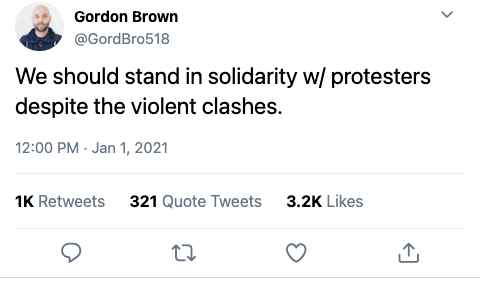 Gordon Brown
@GordBro518
We should stand in solidarity w/ protesters
despite the violent clashes.
12:00 PM · Jan 1, 2021
1K Retweets 321 Quote Tweets 3.2K Likes